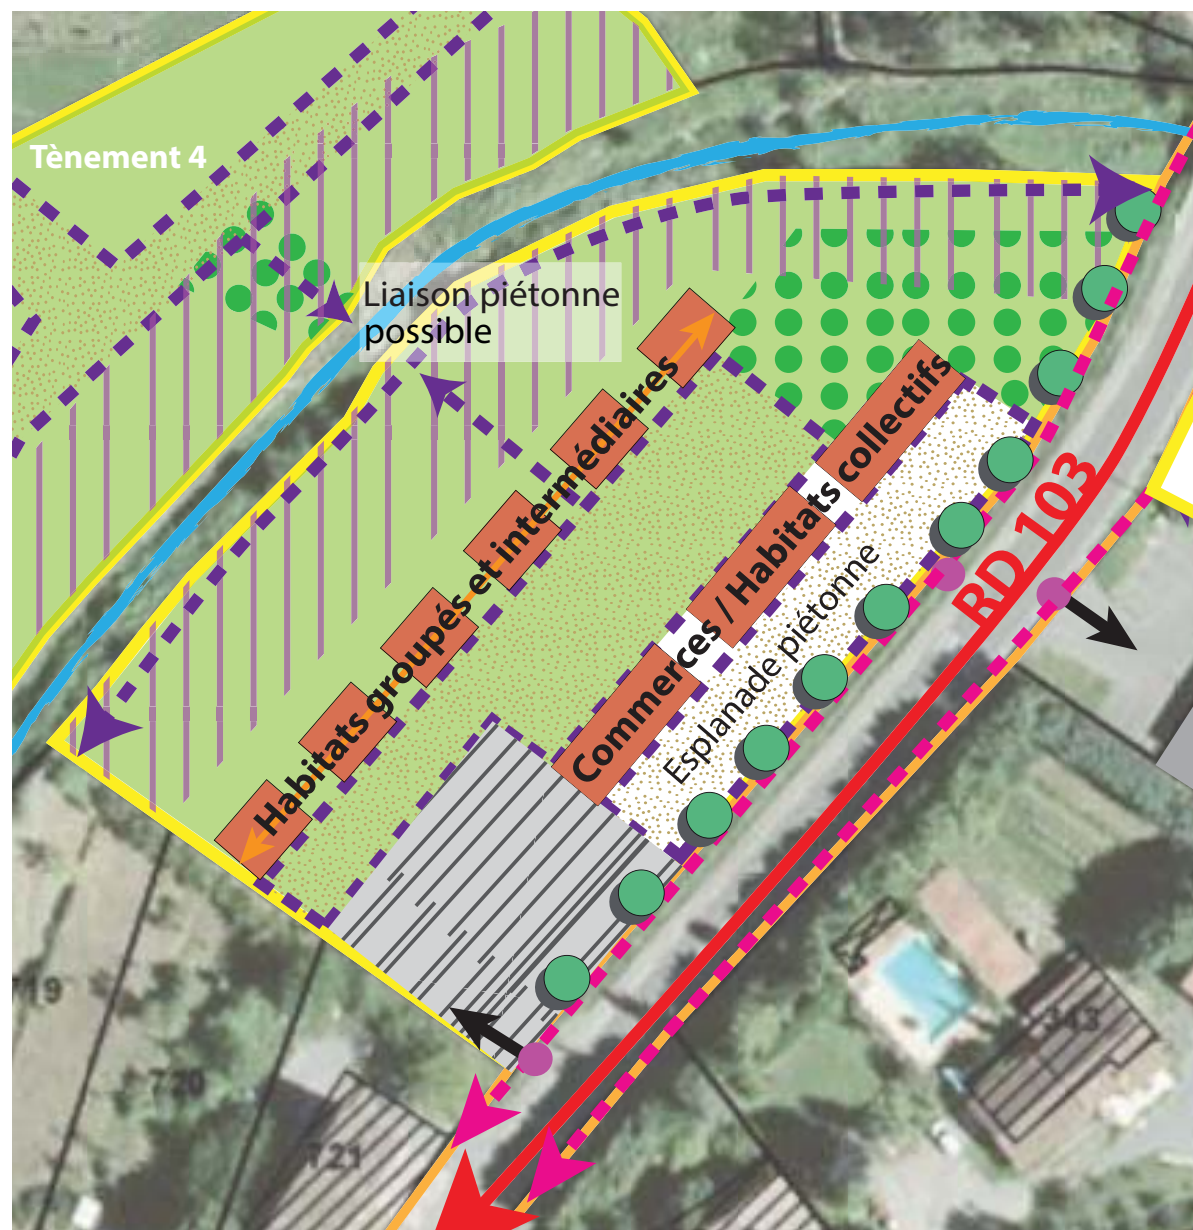 Tènement 4
Liaison piétonne
possible
Habitats groupés et intermédiaires
Commerces / Habitats collectifs
Esplanade piétonne
RD 103
719
720
721
343